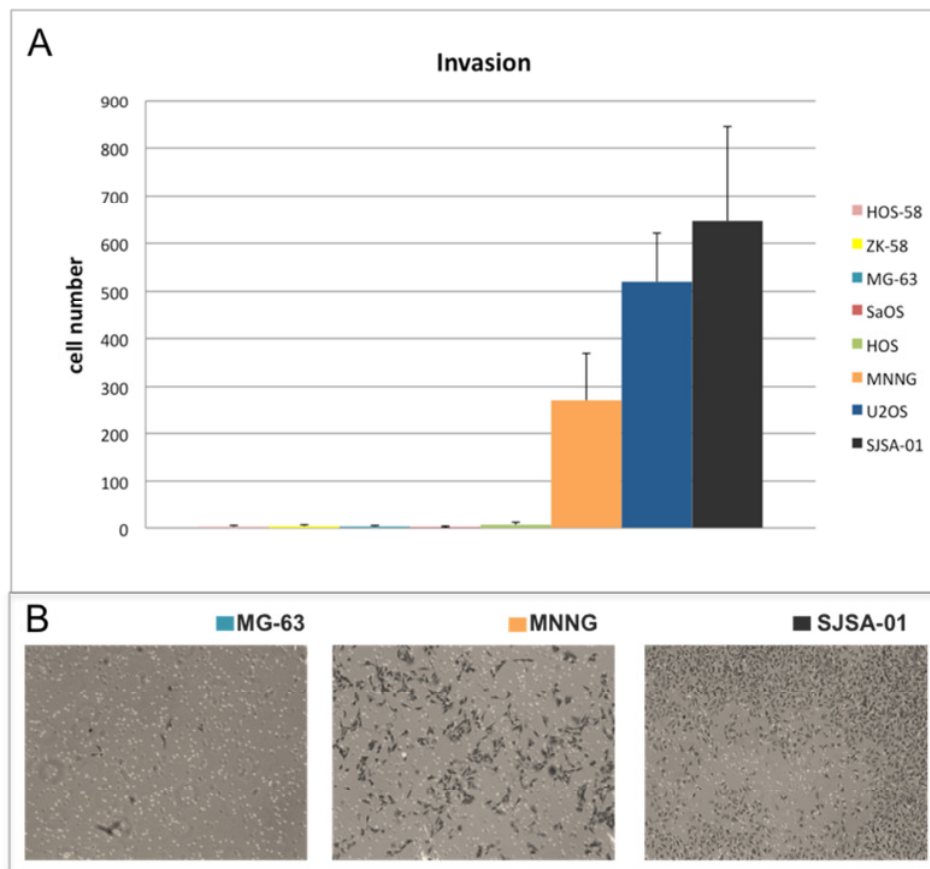 A
Invasion
900
800
700
600
500
400
300
200
100
0
cell number
HOS-58
ZK-58
MG-63
SaOS
HOS
MNNG
U2OS
SJSA-01
B
MG-63
MNNG
SJSA-01